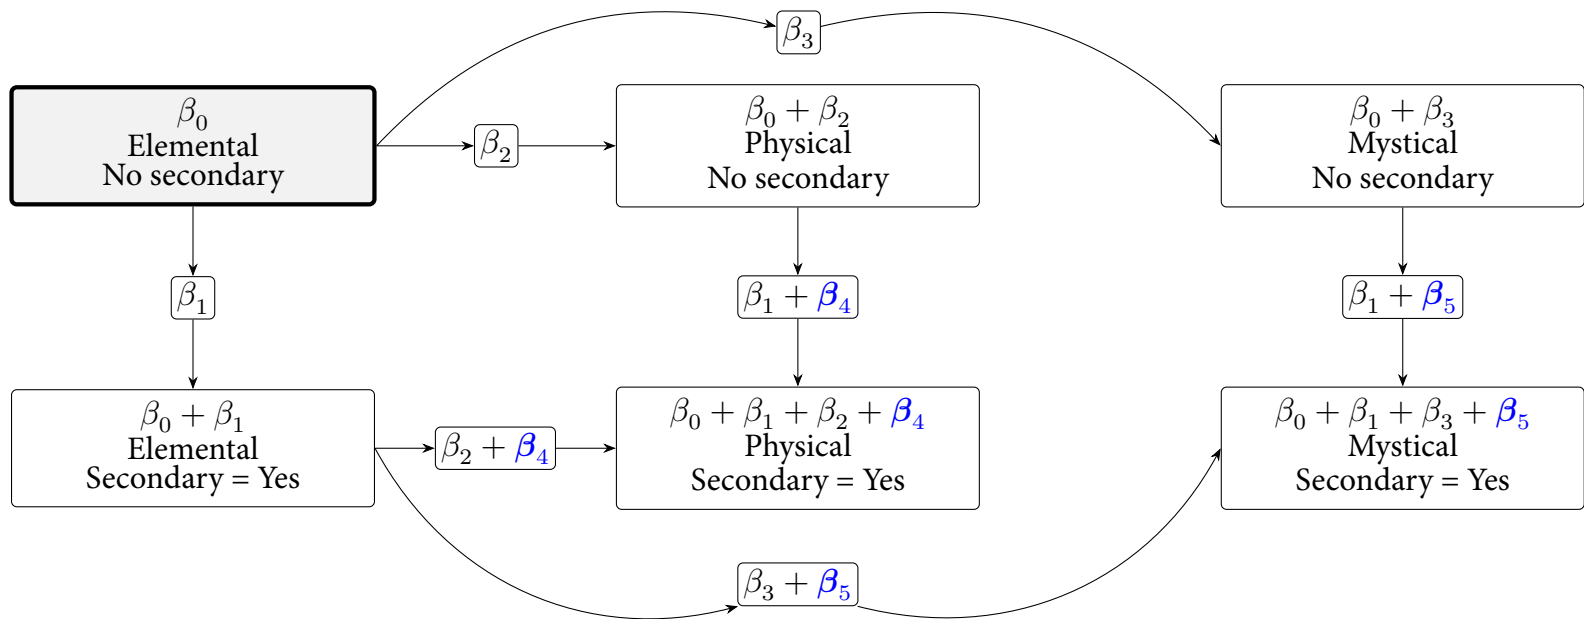 β₃
β₀
Elemental
No secondary
β₂
β₀ + β₂
Physical
No secondary
β₀ + β₃
Mystical
No secondary
β₁
β₁ + β₄
β₁ + β₅
β₀ + β₁
Elemental
Secondary = Yes
β₂ + β₄
β₀ + β₁ + β₂ + β₄
Physical
Secondary = Yes
β₀ + β₁ + β₃ + β₅
Mystical
Secondary = Yes
β₃ + β₅